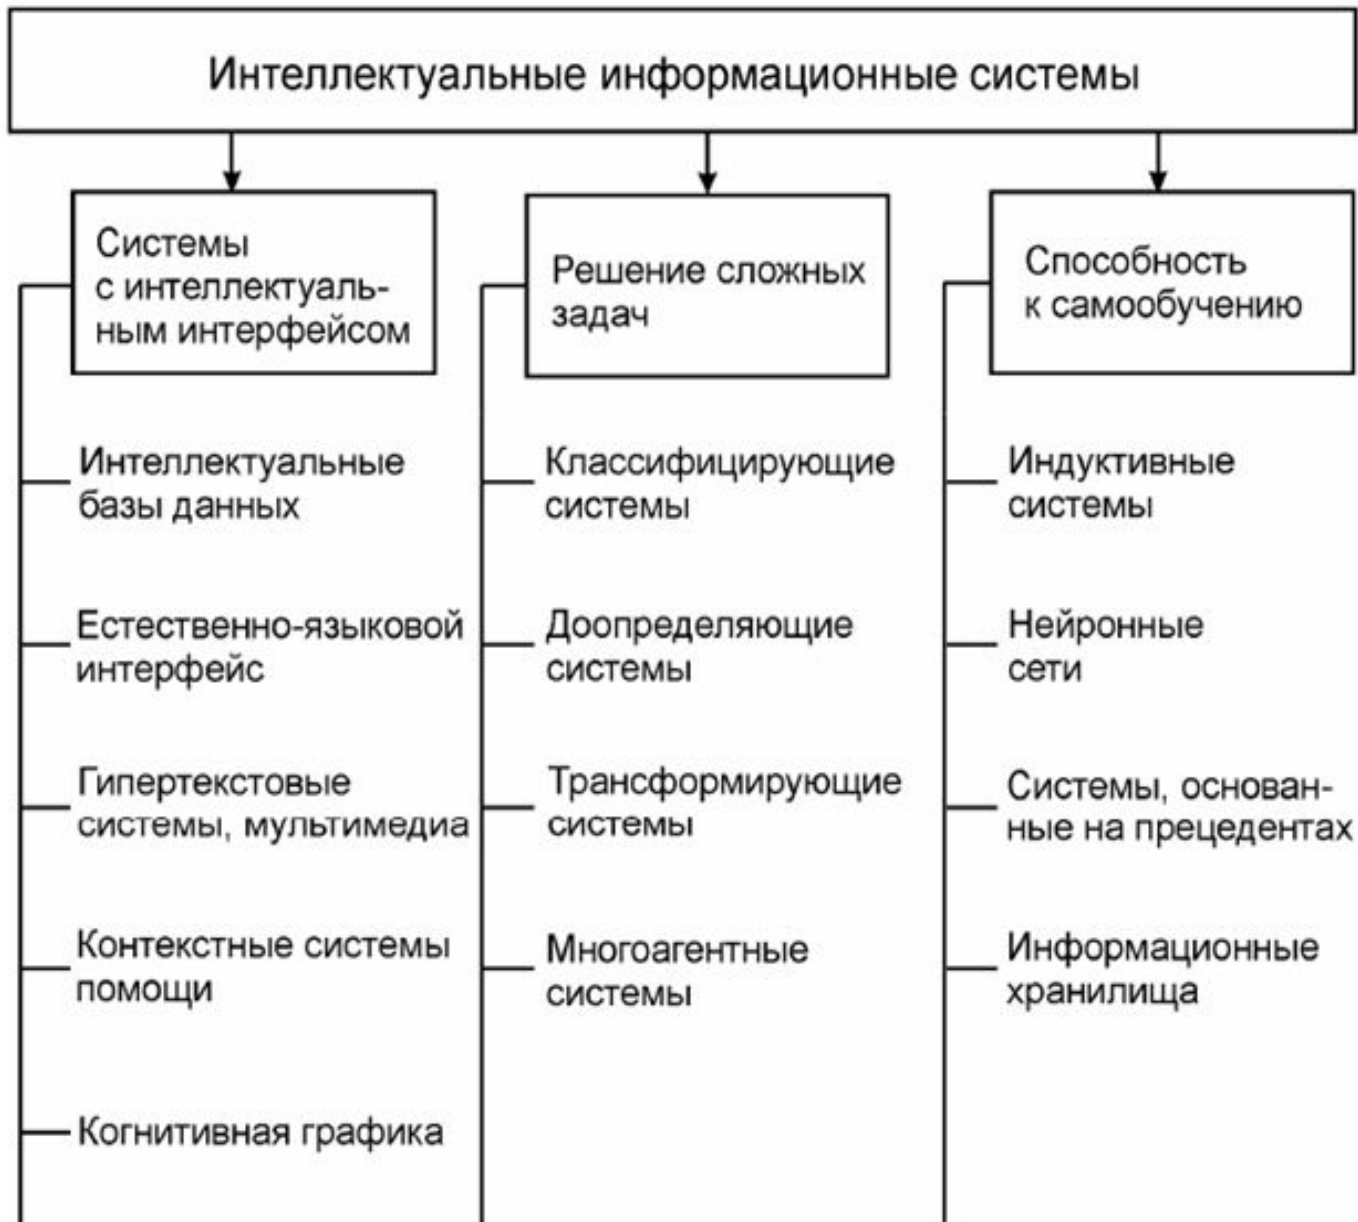 Интеллектуальные информационные системы
Системы
с интеллектуаль-
ным интерфейсом
Интеллектуальные
базы данных
Естественно-языковой
интерфейс
Гипертекстовые
системы, мультимедиа
Контекстные системы
помощи
Когнитивная графика
Решение сложных
задач
Классифицирующие
системы
Доопределяющие
системы
Трансформирующие
системы
Многоагентные
системы
Способность
к самообучению
Индуктивные
системы
Нейронные
сети
Системы, основан-
ные на прецедентах
Информационные
хранилища